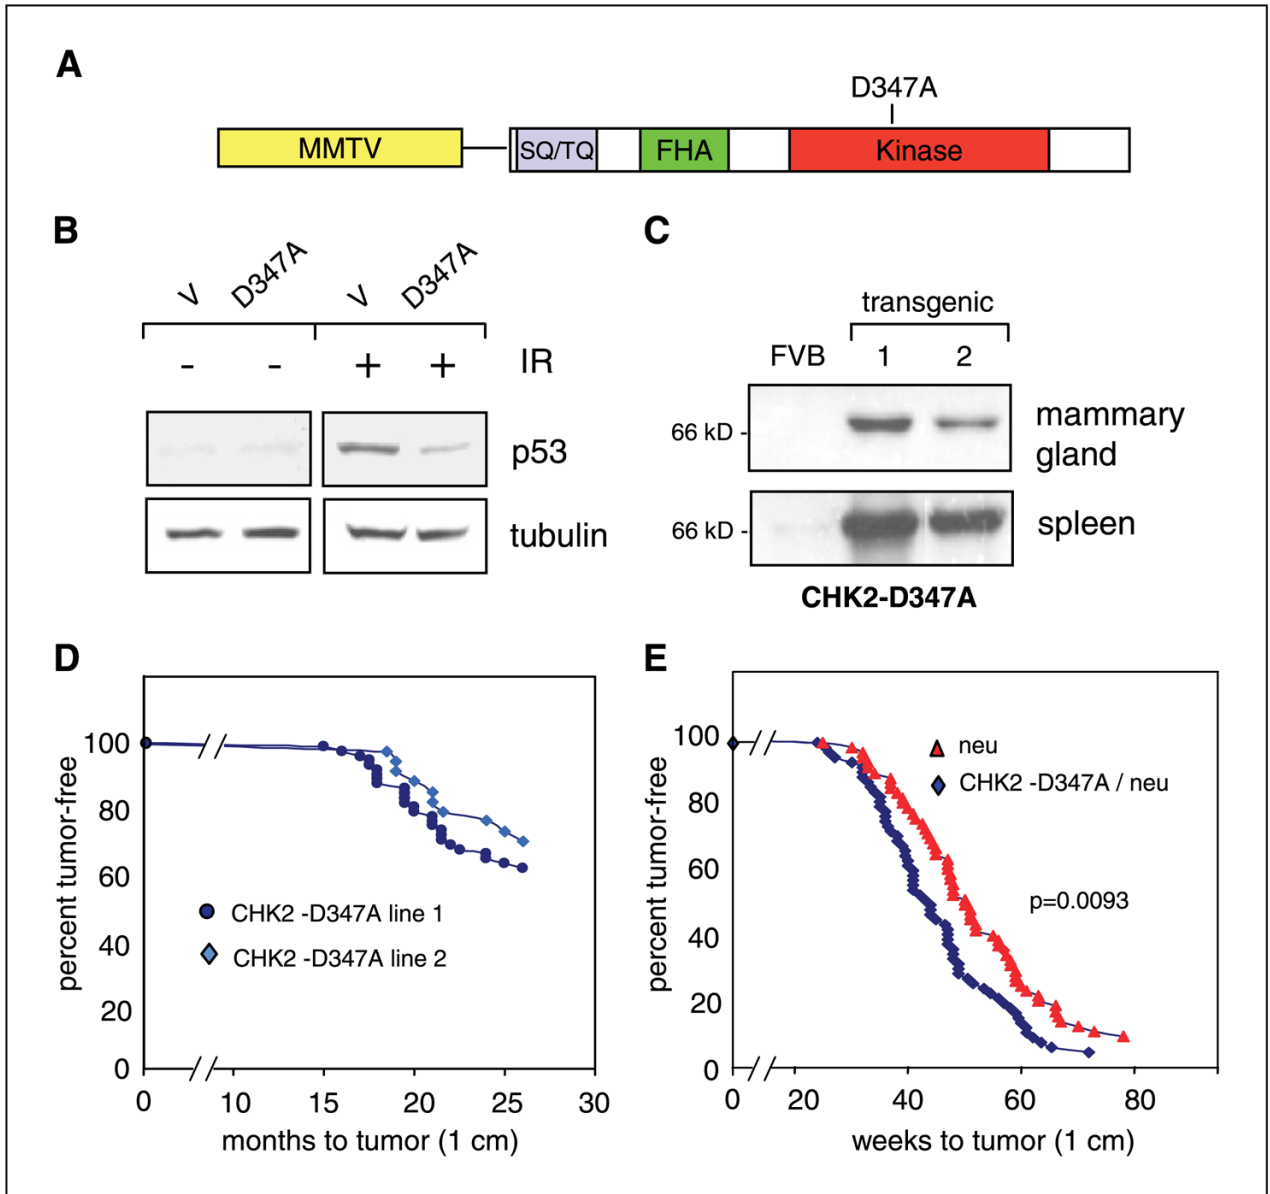 A
D347A
MMTV
SQ/TQ
FHA
Kinase
B
V D347A V D347A
- - + + IR
p53
tubulin
C
transgenic
FVB 1 2
66 kD -
mammary
gland
66 kD -
spleen
CHK2-D347A
D
percent tumor-free
100
80
60
40
20
0
CHK2 -D347A line 1
CHK2 -D347A line 2
0 10 15 20 25 30
months to tumor (1 cm)
E
percent tumor-free
100
80
60
40
20
0
neu
CHK2 -D347A / neu
p=0.0093
0 20 40 60 80
weeks to tumor (1 cm)